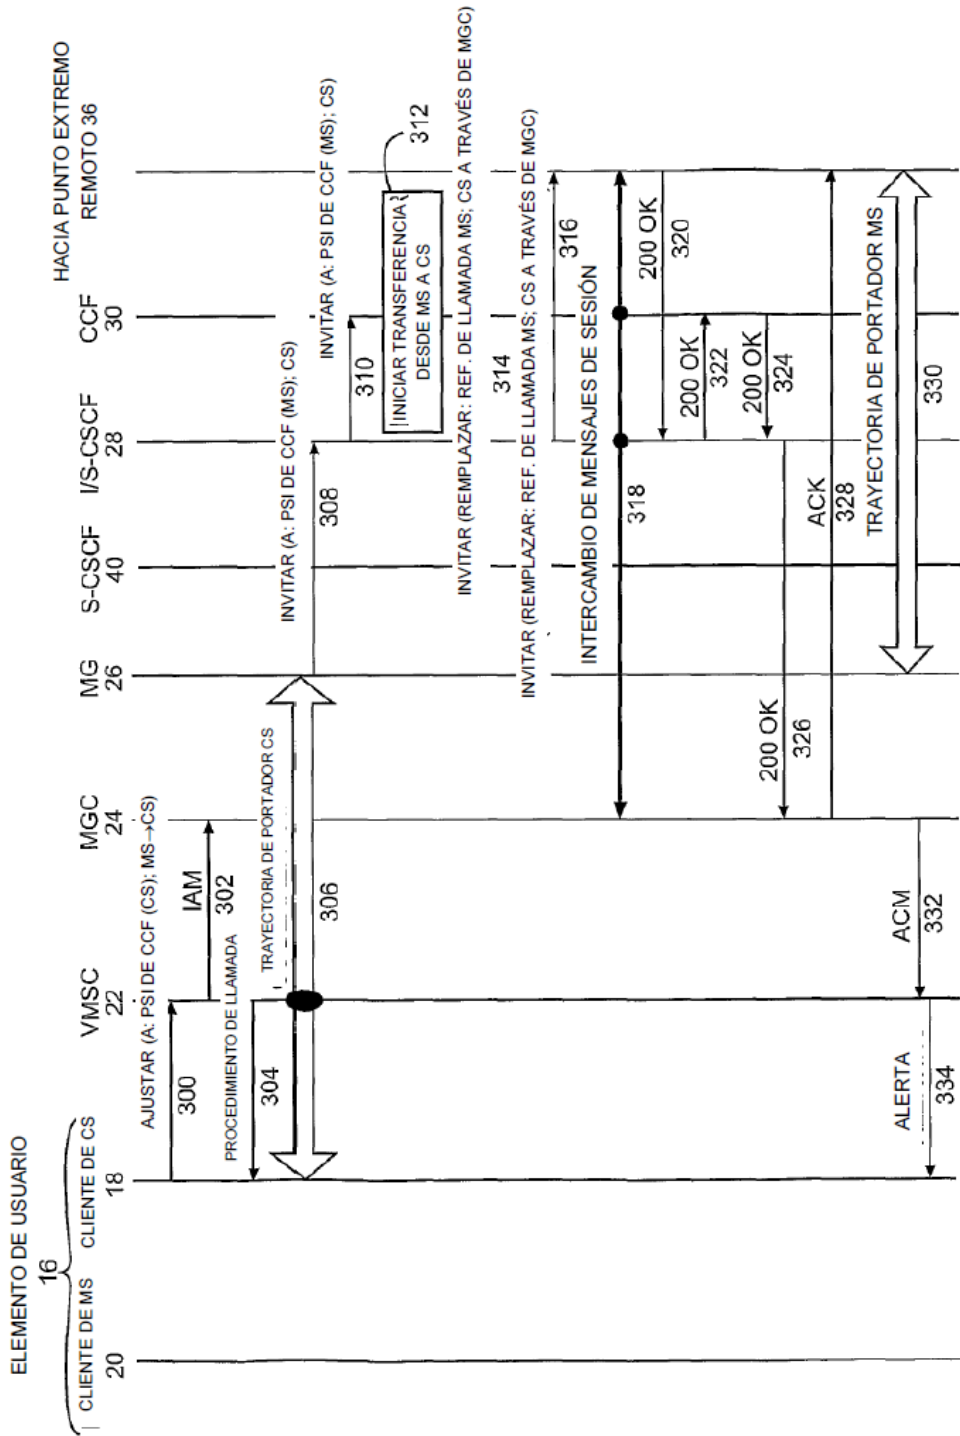 ELEMENTO DE USUARIO
16
CLIENTE DE MS
CLIENTE DE CS
VMSC
MGC
MG
S-CSCF
I/S-CSCF
CCF
HACIA PUNTO EXTREMO
REMOTO 36
20
18
22
24
26
40
28
30
AJUSTAR (A: PSI DE CCF (CS); MS→CS)
300
IAM
302
PROCEDIMIENTO DE LLAMADA
304
TRAYECTORIA DE PORTADOR CS
306
INVITAR (A: PSI DE CCF (MS); CS)
308
INVITAR (A: PSI DE CCF (MS); CS)
310
INICIAR TRANSFERENCIA
DESDE MS A CS
312
INVITAR (REMPLAZAR: REF. DE LLAMADA MS; CS A TRAVÉS DE MGC)
314
INVITAR (REMPLAZAR: REF. DE LLAMADA MS; CS A TRAVÉS DE MGC)
316
INTERCAMBIO DE MENSAJES DE SESIÓN
318
200 OK
320
200 OK
322
200 OK
324
200 OK
326
ACK
328
TRAYECTORIA DE PORTADOR MS
330
ACM
332
ALERTA
334